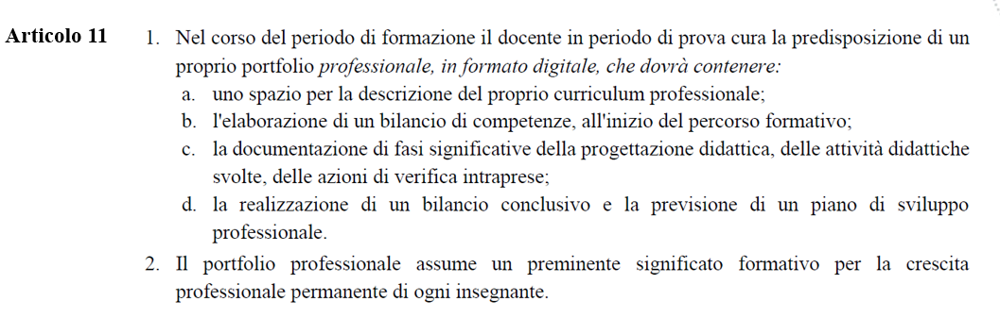 Articolo 11
1. Nel corso del periodo di formazione il docente in periodo di prova cura la predisposizione di un
proprio portfolio professionale, in formato digitale, che dovrà contenere:
a. uno spazio per la descrizione del proprio curriculum professionale;
b. l'elaborazione di un bilancio di competenze, all'inizio del percorso formativo;
c. la documentazione di fasi significative della progettazione didattica, delle attività didattiche
svolte, delle azioni di verifica intraprese;
d. la realizzazione di un bilancio conclusivo e la previsione di un piano di sviluppo
professionale.
2. Il portfolio professionale assume un preminente significato formativo per la crescita
professionale permanente di ogni insegnante.